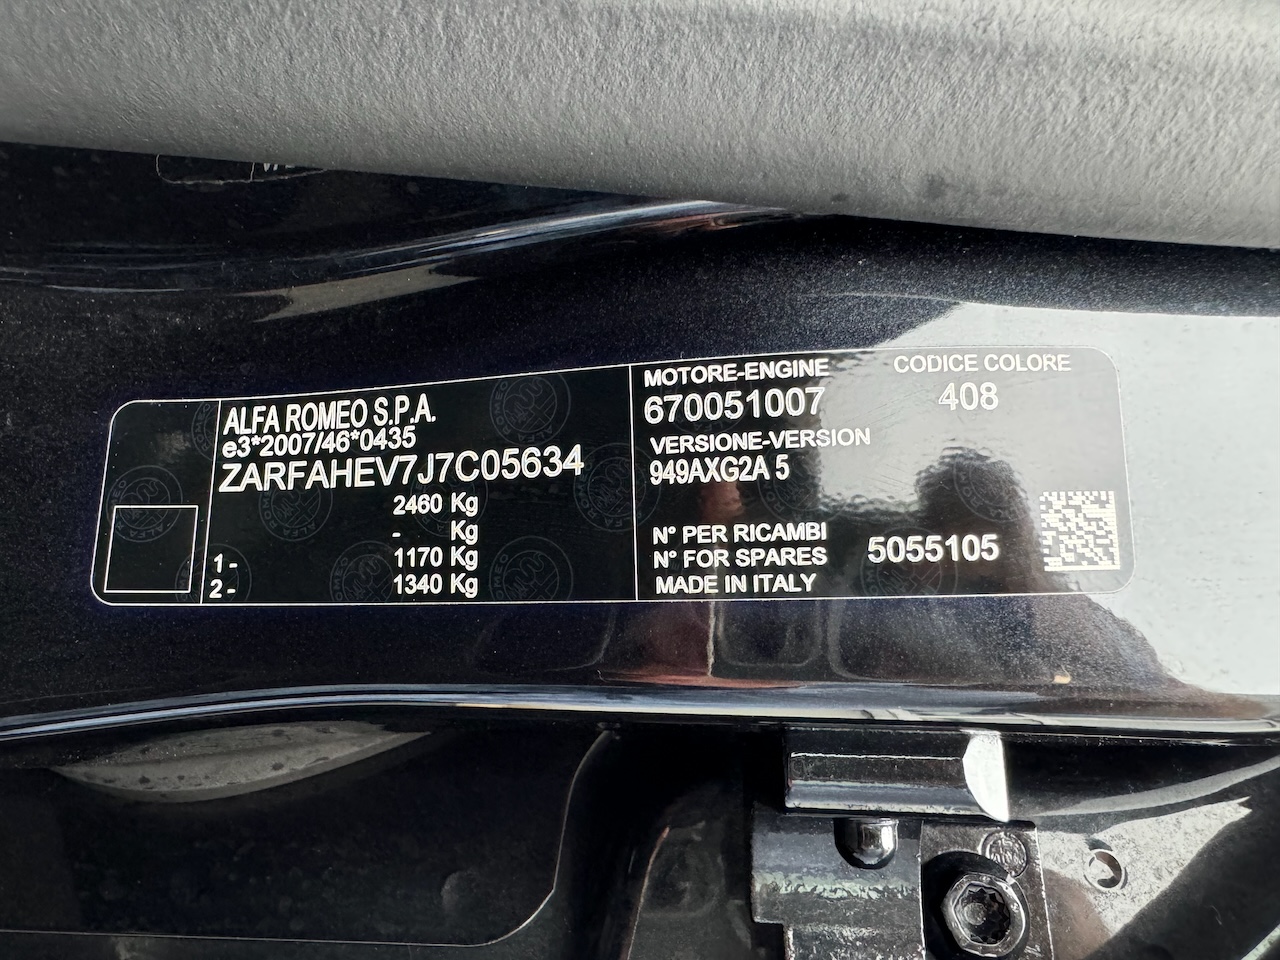 ALFA ROMEO S.P.A.
e3*2007/46*0435
ZARFAHEV7J7C05634
2460 Kg
- Kg
1 - 1170 Kg
2 - 1340 Kg
MOTORE-ENGINE
670051007
CODICE COLORE
408
VERSIONE-VERSION
949AXG2A 5
N° PER RICAMBI
N° FOR SPARES
5055105
MADE IN ITALY